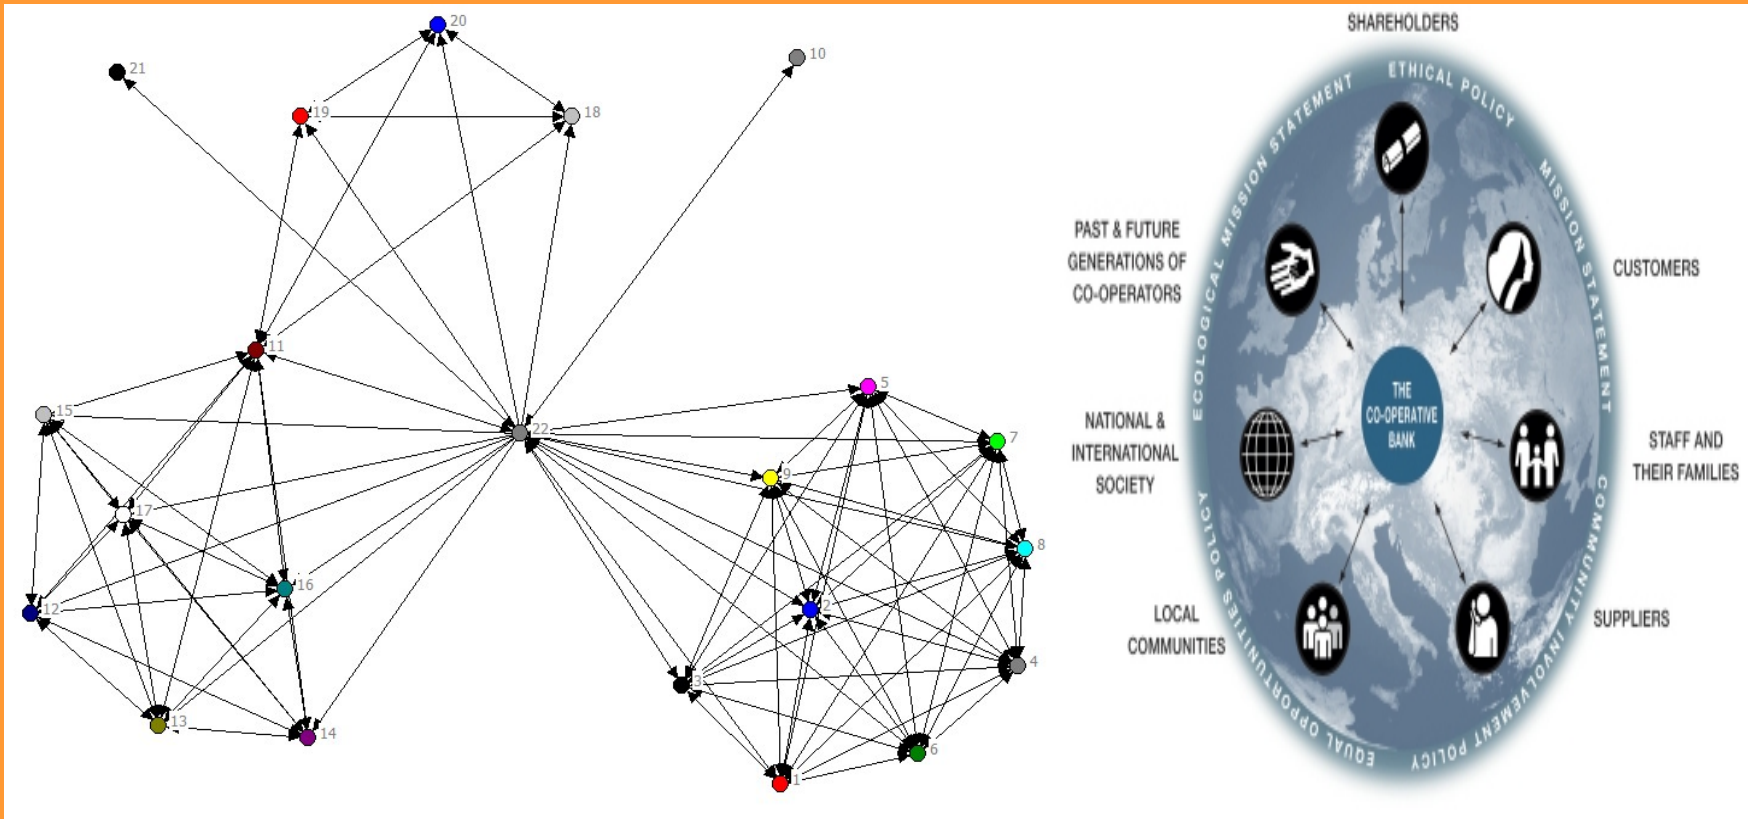 20
21
10
19
18
11
5
15
22
7
9
17
8
16
2
12
4
3
13
14
6
1
SHAREHOLDERS
ETHICAL POLICY
MISSION STATEMENT
COMMUNITY INVOLVEMENT POLICY
EQUAL OPPORTUNITIES POLICY
ECOLOGICAL MISSION STATEMENT
PAST & FUTURE
GENERATIONS OF
CO-OPERATORS
CUSTOMERS
THE
CO-OPERATIVE
BANK
NATIONAL &
INTERNATIONAL
SOCIETY
STAFF AND
THEIR FAMILIES
LOCAL
COMMUNITIES
SUPPLIERS